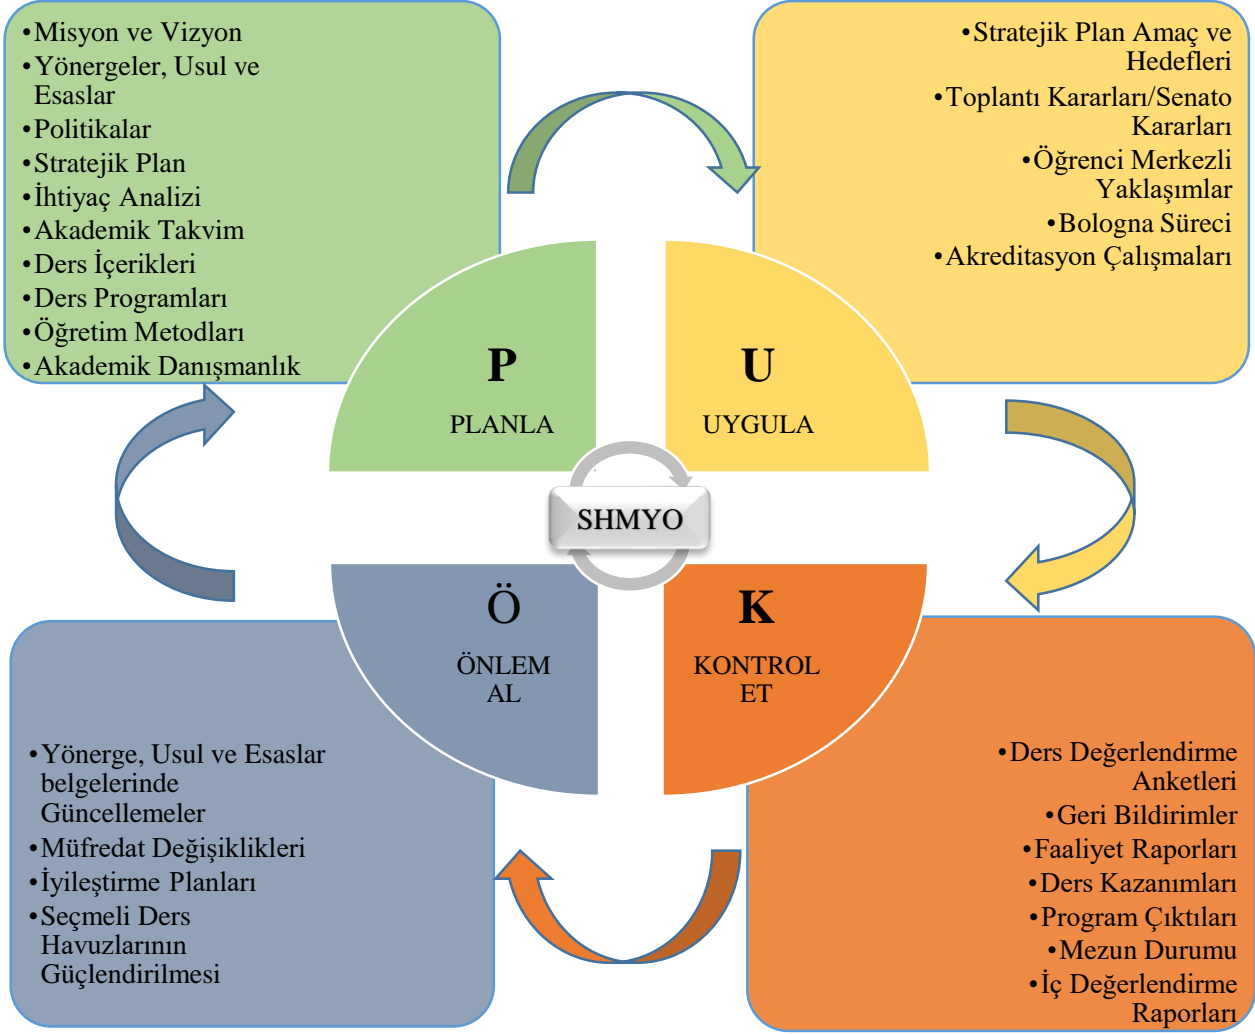 •Misyon ve Vizyon
•Yönergeler, Usul ve
Esaslar
•Politikalar
•Stratejik Plan
•İhtiyaç Analizi
•Akademik Takvim
•Ders İçerikleri
•Ders Programları
•Öğretim Metodları
•Akademik Danışmanlık
•Stratejik Plan Amaç ve
Hedefleri
•Toplantı Kararları/Senato
Kararları
•Öğrenci Merkezli
Yaklaşımlar
•Bologna Süreci
•Akreditasyon Çalışmaları
P
PLANLA
U
UYGULA
SHMYO
Ö
ÖNLEM
AL
K
KONTROL
ET
•Yönerge, Usul ve Esaslar
belgelerinde
Güncellemeler
•Müfredat Değişiklikleri
•İyileştirme Planları
•Seçmeli Ders
Havuzlarının
Güçlendirilmesi
•Ders Değerlendirme
Anketleri
•Geri Bildirimler
•Faaliyet Raporları
•Ders Kazanımları
•Program Çıktıları
•Mezun Durumu
•İç Değerlendirme
Raporları